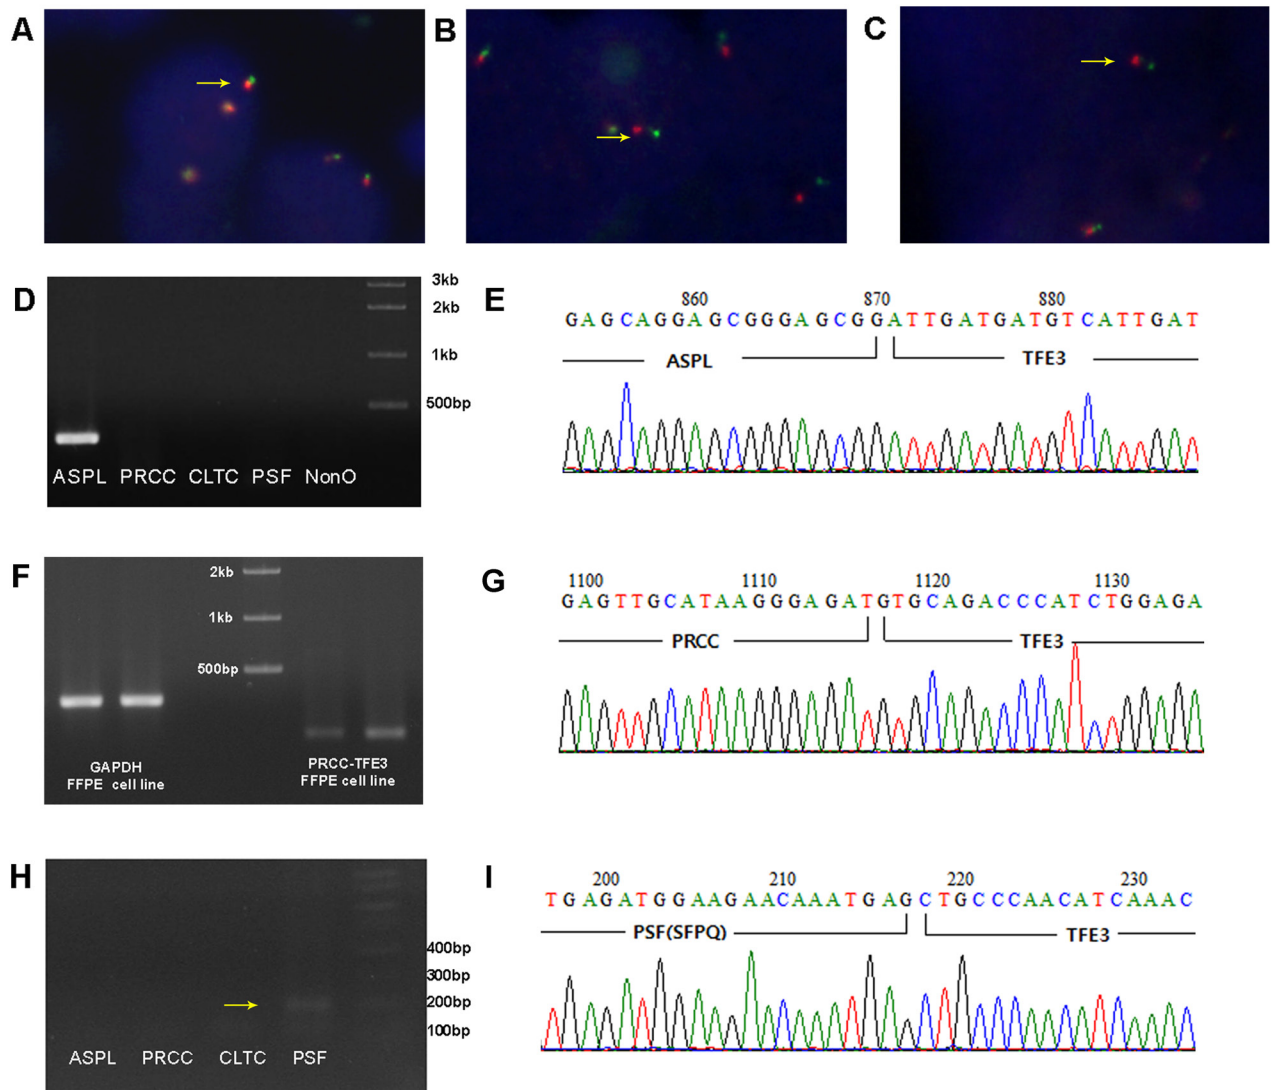 A
B
C
D
3kb
2kb
1kb
500bp
ASPL PRCC CLTC PSF NonO
E
860 870 880
GAGCAGGAGCGGGAGCGGATTGATGATGTCATTGAT
ASPL TFE3
F
2kb
1kb
500bp
GAPDH
FFPE cell line
PRCC-TFE3
FFPE cell line
G
1100 1110 1120 1130
GAGTTGCATAAGGGAGATGTGCAGACCCATCTGGAGA
PRCC TFE3
H
400bp
300bp
200bp
100bp
ASPL PRCC CLTC PSF
I
200 210 220 230
TGAGATGGAAGAACAAATGAGCTGCCCAACATCAAAC
PSF(SFPQ) TFE3